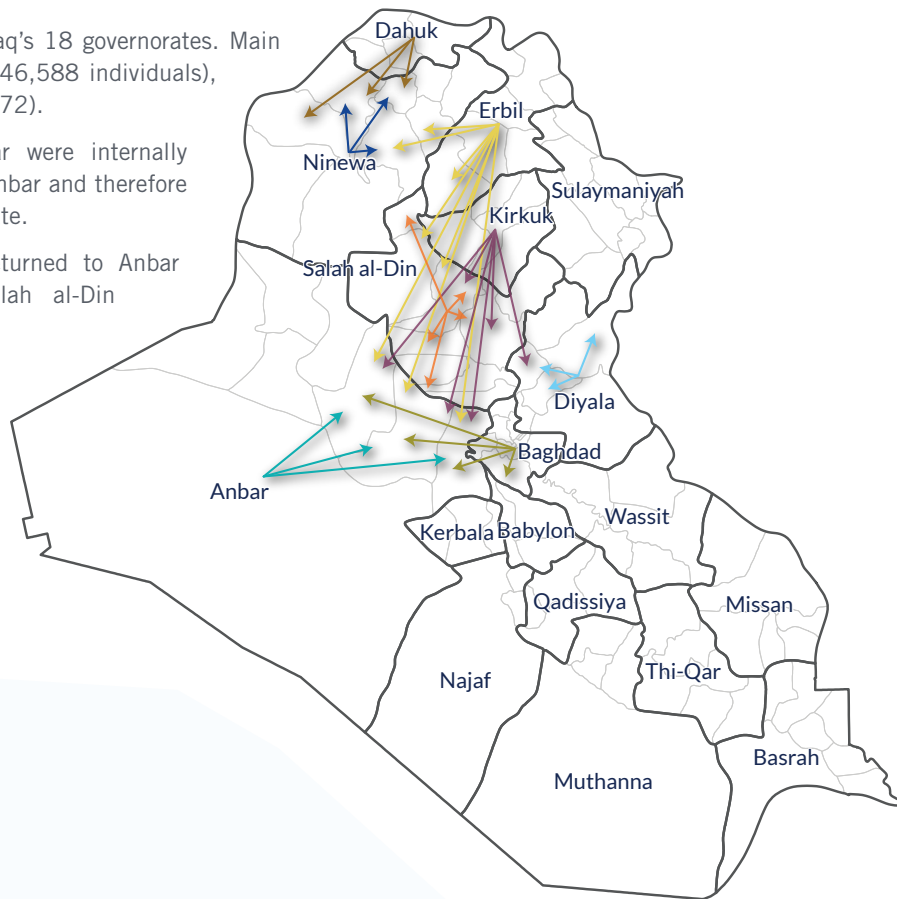 aq's 18 governorates. Main
46,588 individuals),
72).
ar were internally
nbar and therefore
te.
turned to Anbar
lah al-Din
Dahuk
Erbil
Ninewa
Sulaymaniyah
Kirkuk
Salah al-Din
Diyala
Baghdad
Anbar
Wassit
Kerbala
Babylon
Qadissiya
Missan
Thi-Qar
Najaf
Basrah
Muthanna